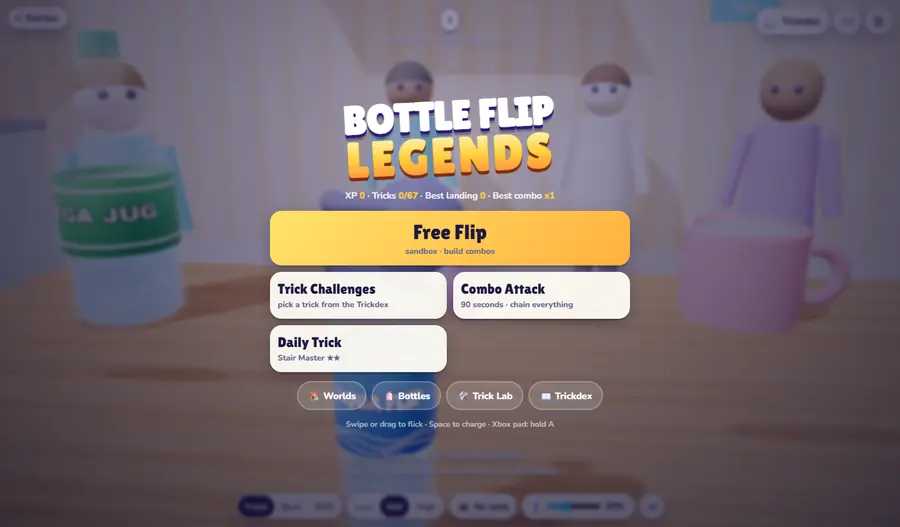 Trickdex
GA JUG
BOTTLE FLIP
LEGENDS
XP 0 · Tricks 0/67 · Best landing 0 · Best combo x1
Free Flip
sandbox · build combos
Trick Challenges
pick a trick from the Trickdex
Combo Attack
90 seconds · chain everything
Daily Trick
Stair Master ★★
Worlds
Bottles
Trick Lab
Trickdex
Swipe or drag to flick · Space to charge · Xbox pad: hold A